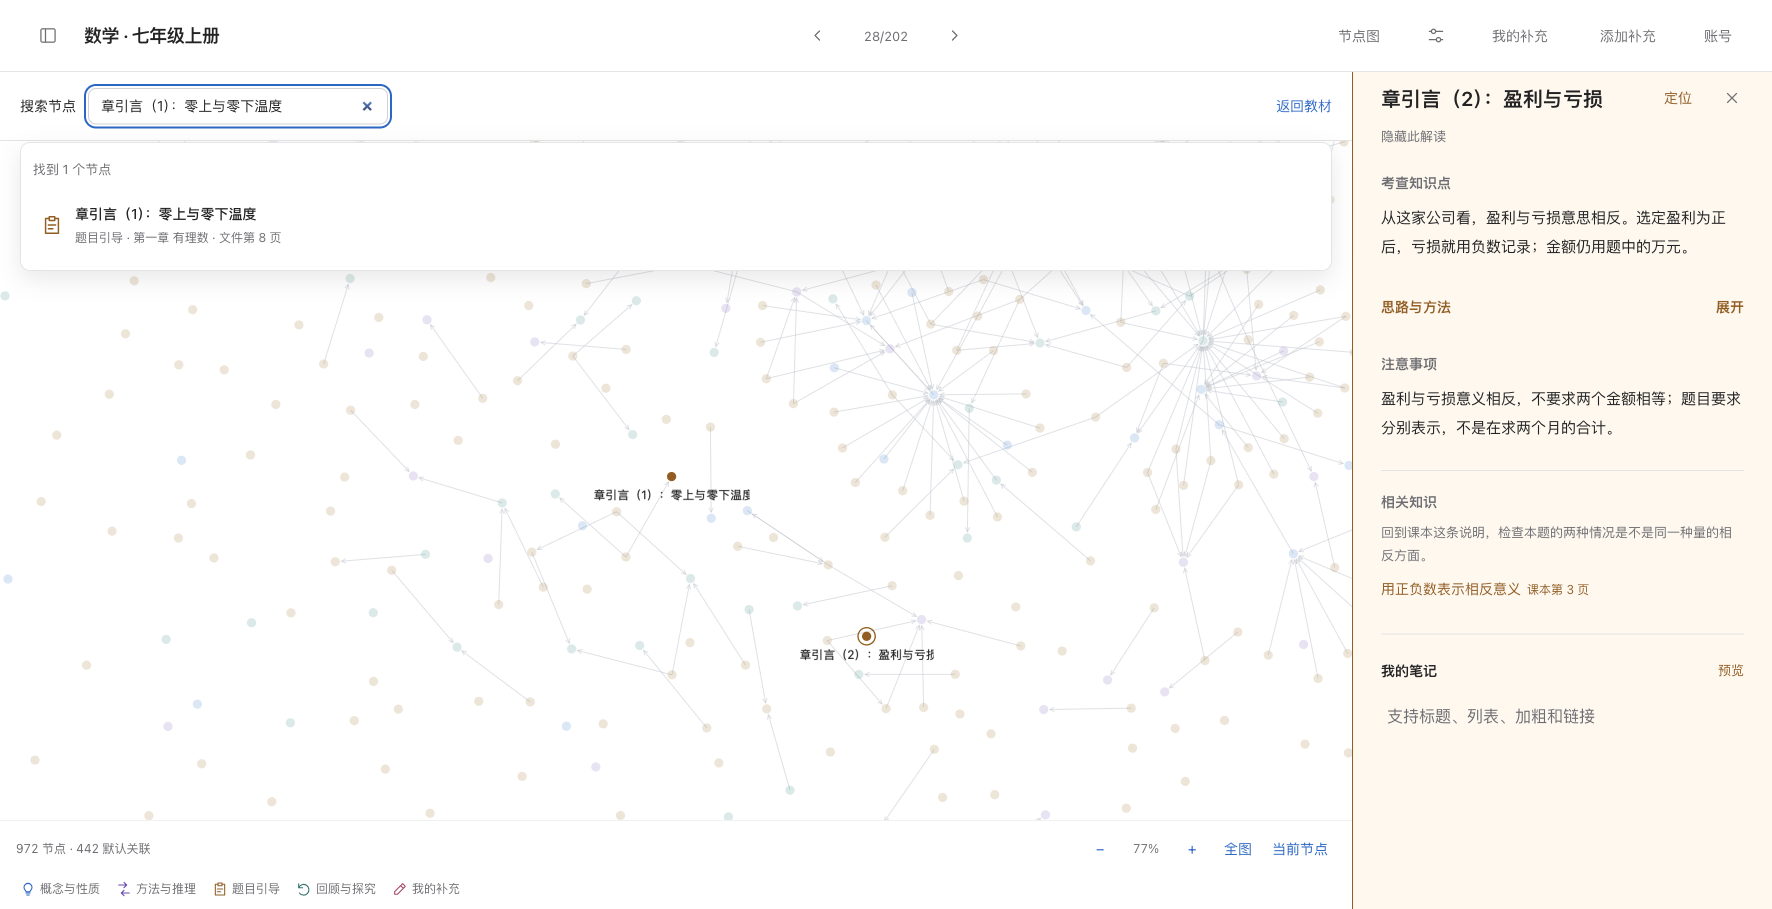 数学 · 七年级上册
28/202
节点图
我的补充
添加补充
账号
搜索节点
章引言（1）：零上与零下温度
返回教材
找到 1 个节点
章引言（1）：零上与零下温度
题目引导 · 第一章 有理数 · 文件第 8 页
章引言（1）：零上与零下温度
章引言（2）：盈利与亏损
972 节点 · 442 默认关联
77%
全图
当前节点
概念与性质
方法与推理
题目引导
回顾与探究
我的补充
章引言（2）：盈利与亏损
定位
隐藏此解读
考查知识点
从这家公司看，盈利与亏损意思相反。选定盈利为正
后，亏损就用负数记录；金额仍用题中的万元。
思路与方法
展开
注意事项
盈利与亏损意义相反，不要求两个金额相等；题目要求
分别表示，不是在求两个月的合计。
相关知识
回到课本这条说明，检查本题的两种情况是不是同一种量的相
反方面。
用正负数表示相反意义 课本第 3 页
我的笔记
预览
支持标题、列表、加粗和链接